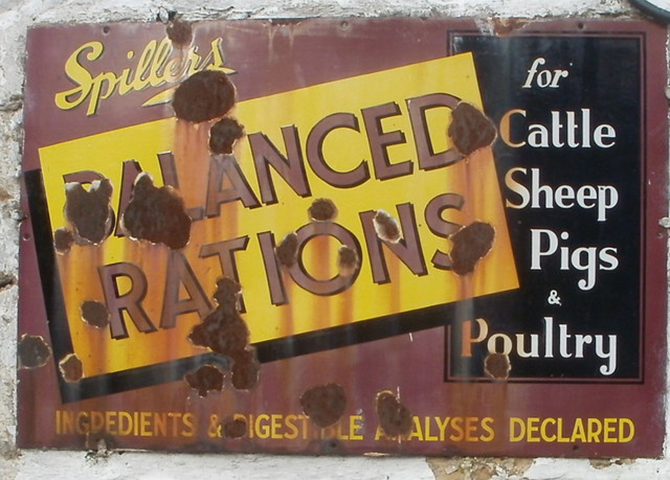 Spillers
BALANCED
RATIONS
for
Cattle
Sheep
Pigs
&
Poultry
INGREDIENTS & DIGESTIBLE ANALYSES DECLARED